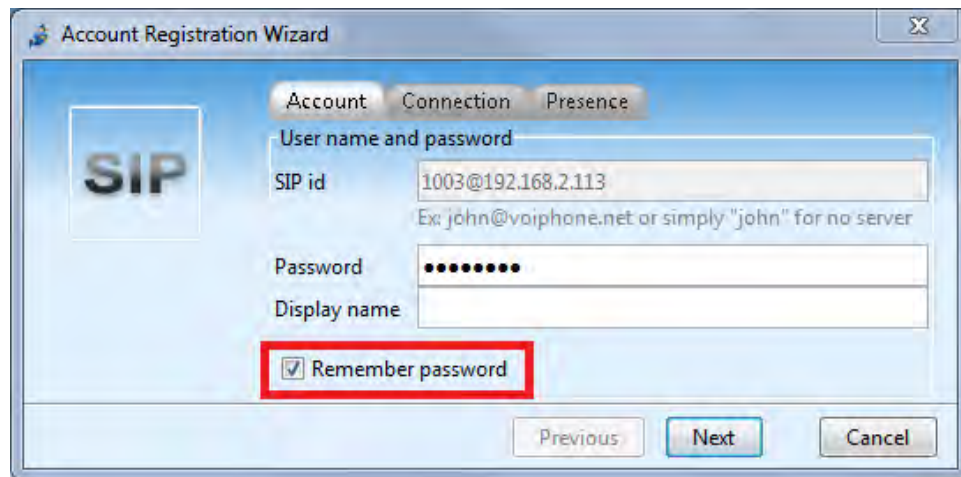 Account Registration Wizard
SIP
Account Connection Presence
User name and password
SIP id 1003@192.168.2.113
Ex: john@voiphone.net or simply "john" for no server
Password ●●●●●●●●
Display name
Remember password
Previous Next Cancel